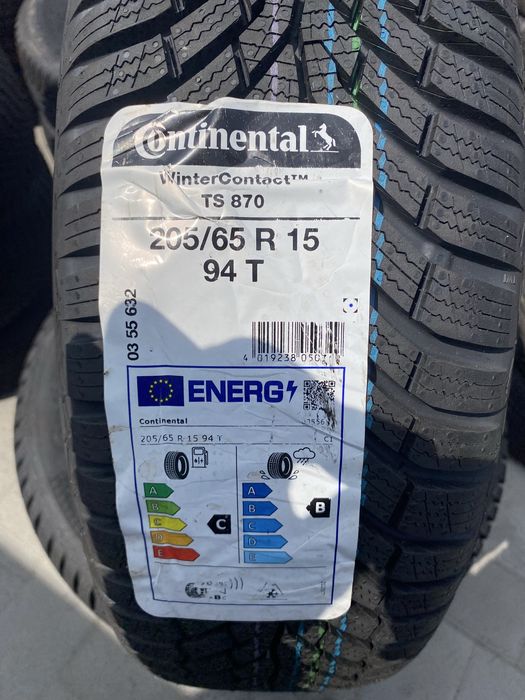 Continental
WinterContact™
TS 870
205/65 R 15
94 T
03 55 632
4 019238 050
ENERG
Continental
205/65 R 15 94 T
C1
A
B
C
D
E
C
A
B
C
D
E
B
B